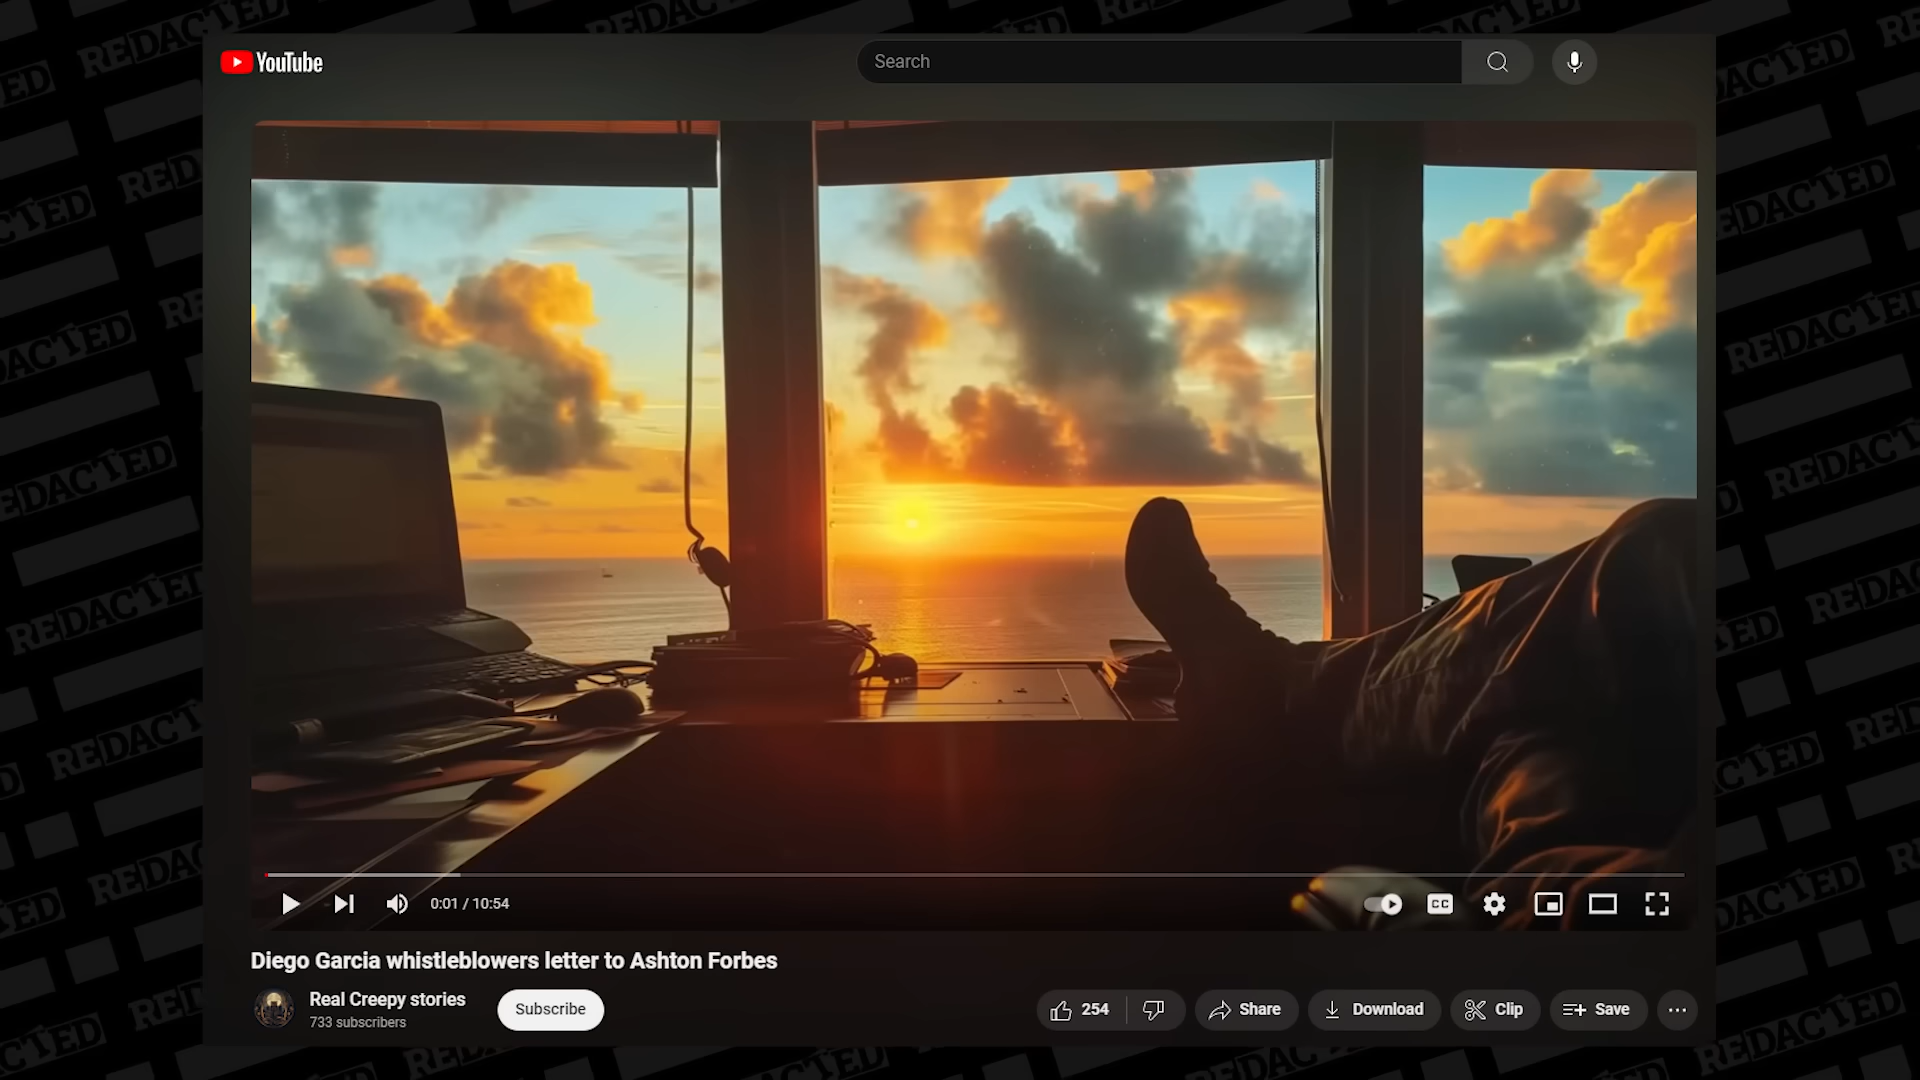 YouTube
Search
0:01 / 10:54
CC
Diego Garcia whistleblowers letter to Ashton Forbes
Real Creepy stories
733 subscribers
Subscribe
254
Share
Download
Clip
Save
REDACTED